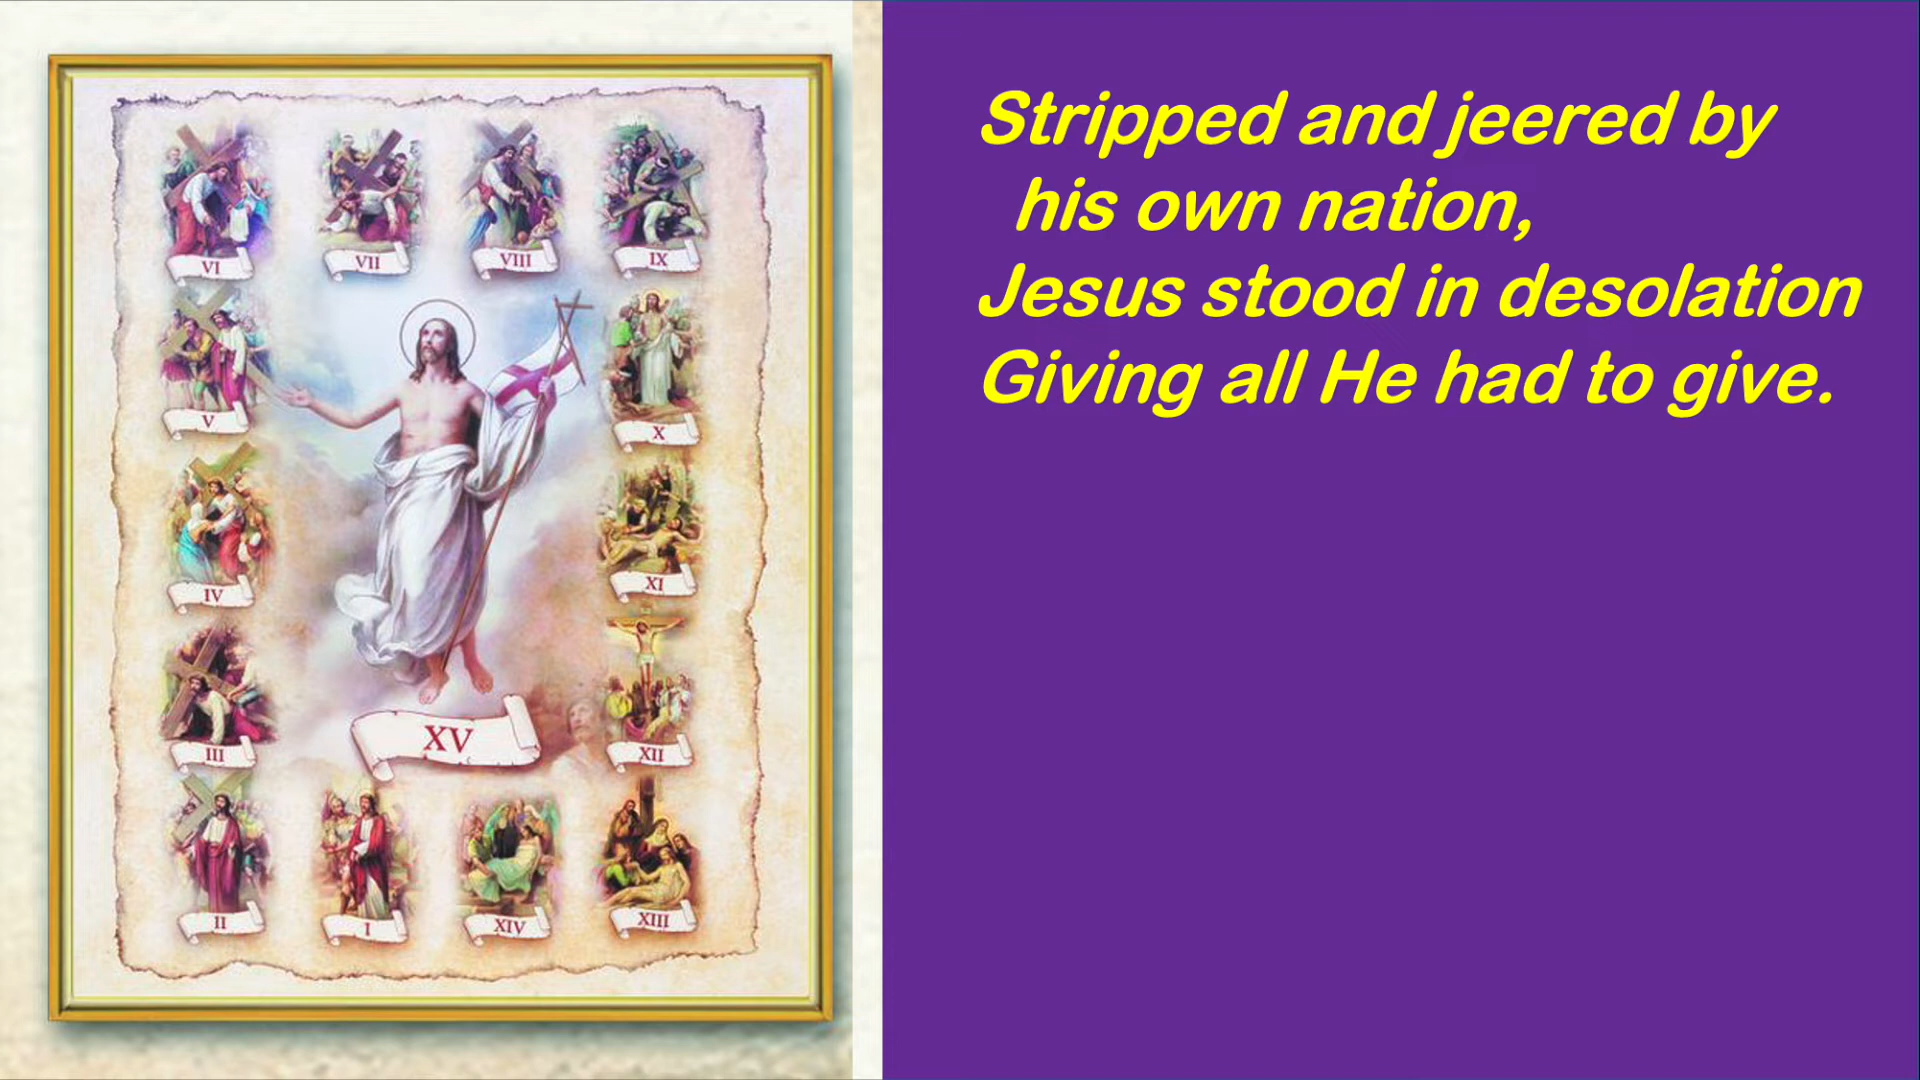 Stripped and jeered by
his own nation,
Jesus stood in desolation
Giving all He had to give.
VI
VII
VIII
IX
V
X
IV
XI
III
XV
XII
II
I
XIV
XIII